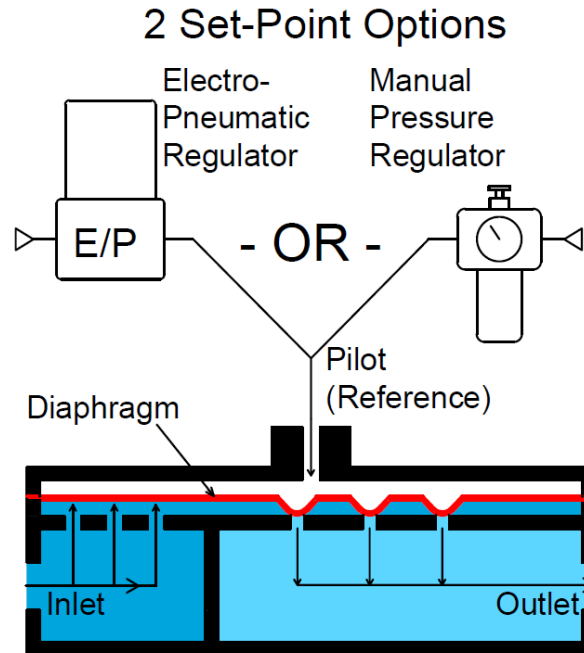 2 Set-Point Options
Electro-
Pneumatic
Regulator
Manual
Pressure
Regulator
E/P
- OR -
Pilot
(Reference)
Diaphragm
Inlet
Outlet